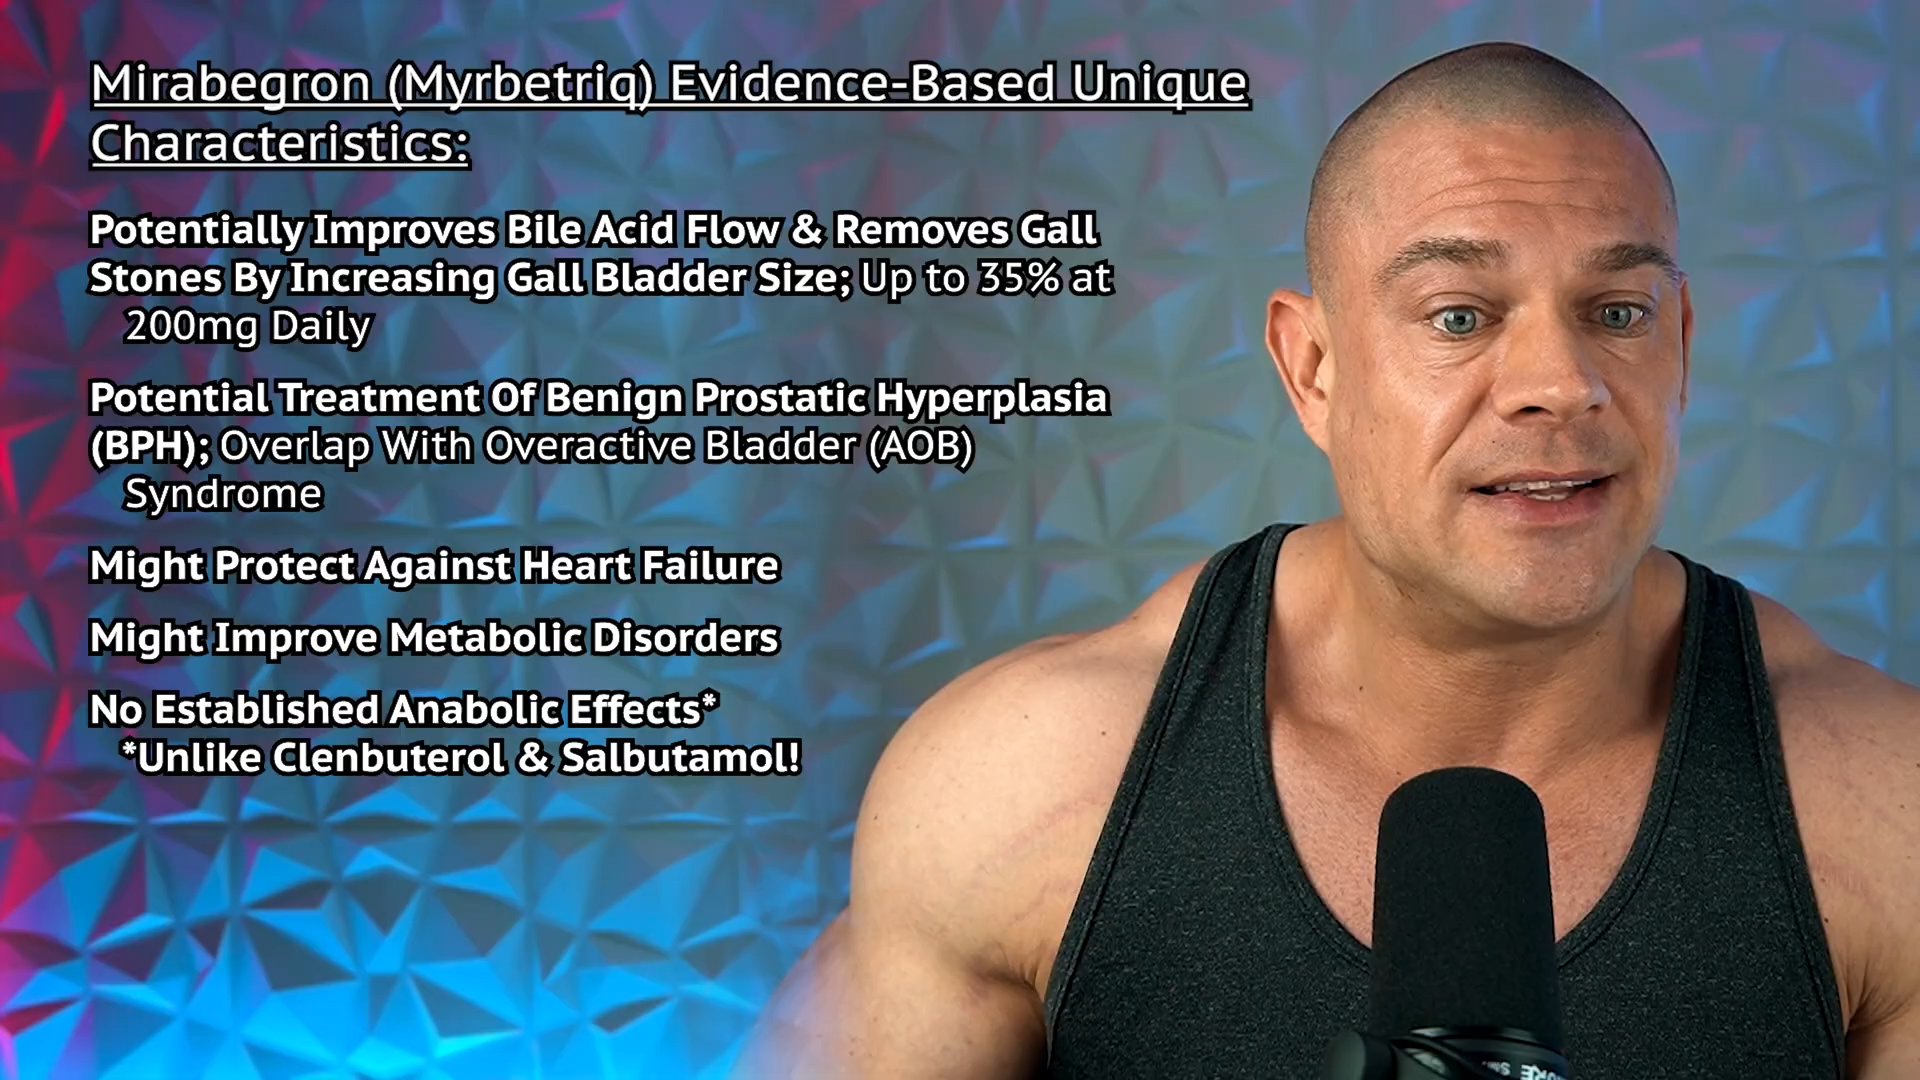 Mirabegron (Myrbetriq) Evidence-Based Unique
Characteristics:
Potentially Improves Bile Acid Flow & Removes Gall
Stones By Increasing Gall Bladder Size; Up to 35% at
200mg Daily
Potential Treatment Of Benign Prostatic Hyperplasia
(BPH); Overlap With Overactive Bladder (AOB)
Syndrome
Might Protect Against Heart Failure
Might Improve Metabolic Disorders
No Established Anabolic Effects*
*Unlike Clenbuterol & Salbutamol!